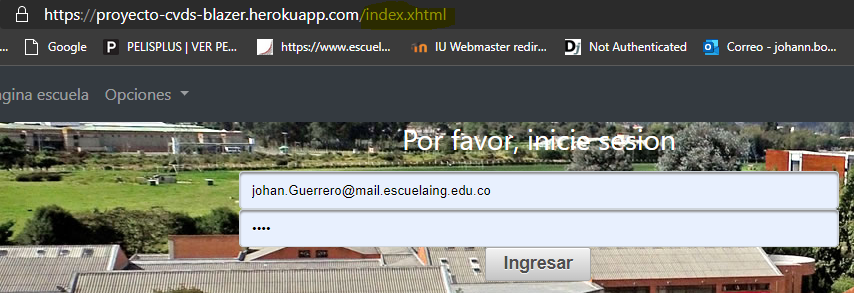 https://proyecto-cvds-blazer.herokuapp.com/index.xhtml
Google PELISPLUS | VER PE... https://www.escuel... IU Webmaster redir... Not Authenticated Correo - johann.bo...
gina escuela Opciones
Por favor, inicie sesion
johan.Guerrero@mail.escuelaing.edu.co
••••
Ingresar